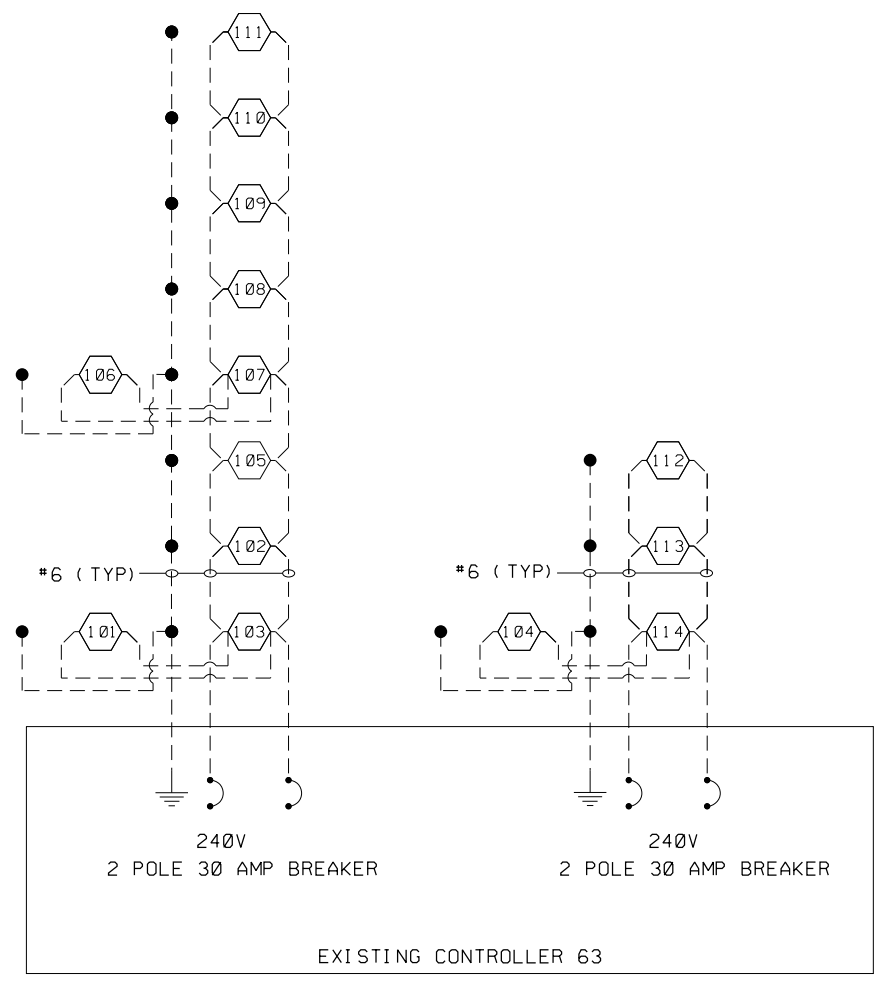 111
110
109
108
106
107
105
112
102
113
#6 (TYP)
#6 (TYP)
101
103
104
114
240V
2 POLE 30 AMP BREAKER
240V
2 POLE 30 AMP BREAKER
EXISTING CONTROLLER 63